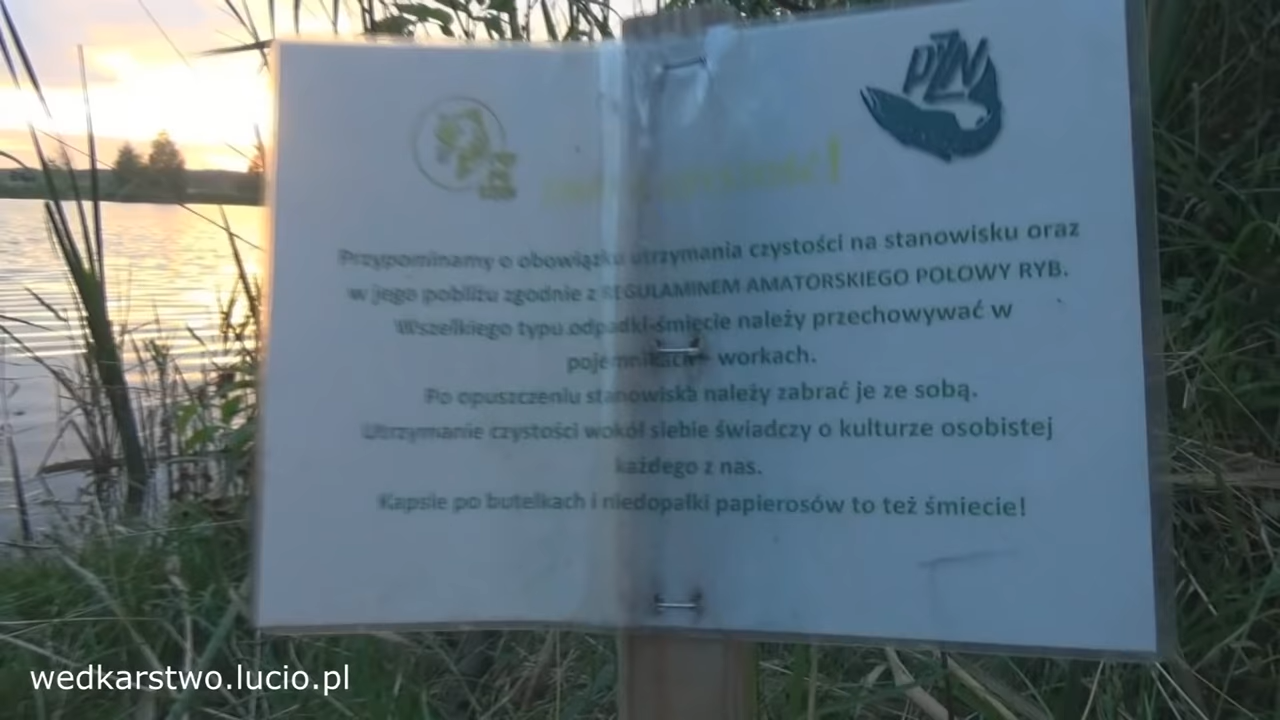 PZW
Przypominamy o obowiązku utrzymania czystości na stanowisku oraz
w jego pobliżu zgodnie z REGULAMINEM AMATORSKIEGO POŁOWY RYB.
Wszelkiego typu odpadki-śmiecie należy przechowywać w
pojemnikach - workach.
Po opuszczeniu stanowiska należy zabrać je ze sobą.
Utrzymanie czystości wokół siebie świadczy o kulturze osobistej
każdego z nas.
Kapsle po butelkach i niedopałki papierosów to też śmiecie!
wedkarstwo.lucio.pl